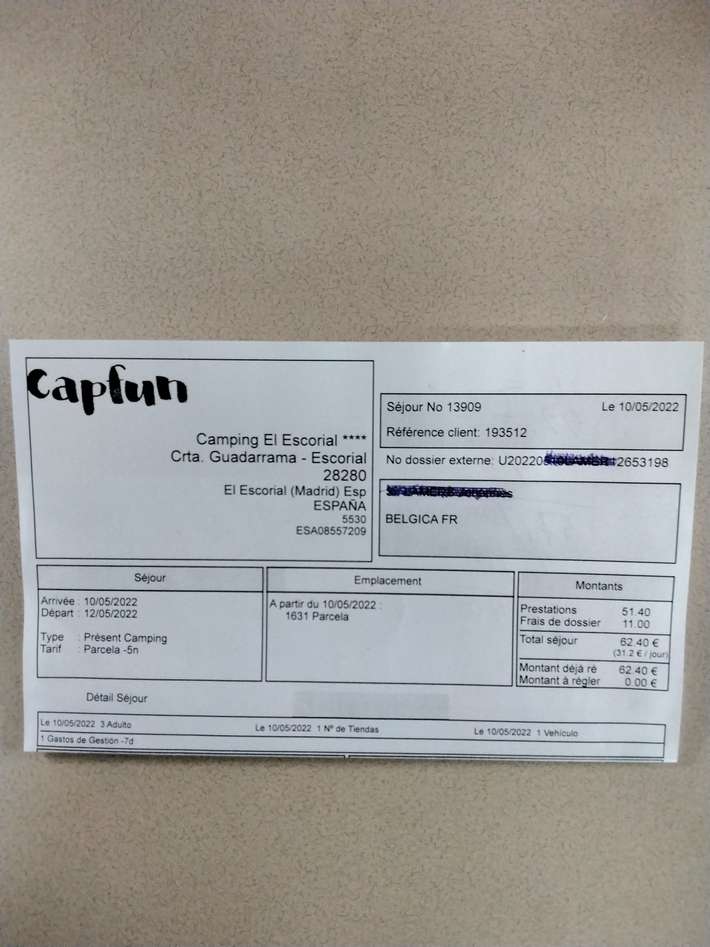 capfun
Camping El Escorial ****
Crta. Guadarrama - Escorial
28280
El Escorial (Madrid) Esp
ESPAÑA
5530
ESA08557209
Séjour No 13909 Le 10/05/2022
Référence client: 193512
No dossier externe: U20220 2653198
BELGICA FR
Séjour
Arrivée : 10/05/2022
Départ : 12/05/2022
Type : Présent Camping
Tarif : Parcela -5n
Emplacement
A partir du 10/05/2022 :
1631 Parcela
Montants
Prestations 51.40
Frais de dossier 11.00
Total séjour 62.40 €
(31.2 € / jour)
Montant déjà ré 62.40 €
Montant à régler 0.00 €
Détail Séjour
Le 10/05/2022 3 Adulto Le 10/05/2022 1 Nº de Tiendas Le 10/05/2022 1 Vehículo
1 Gastos de Gestión -7d